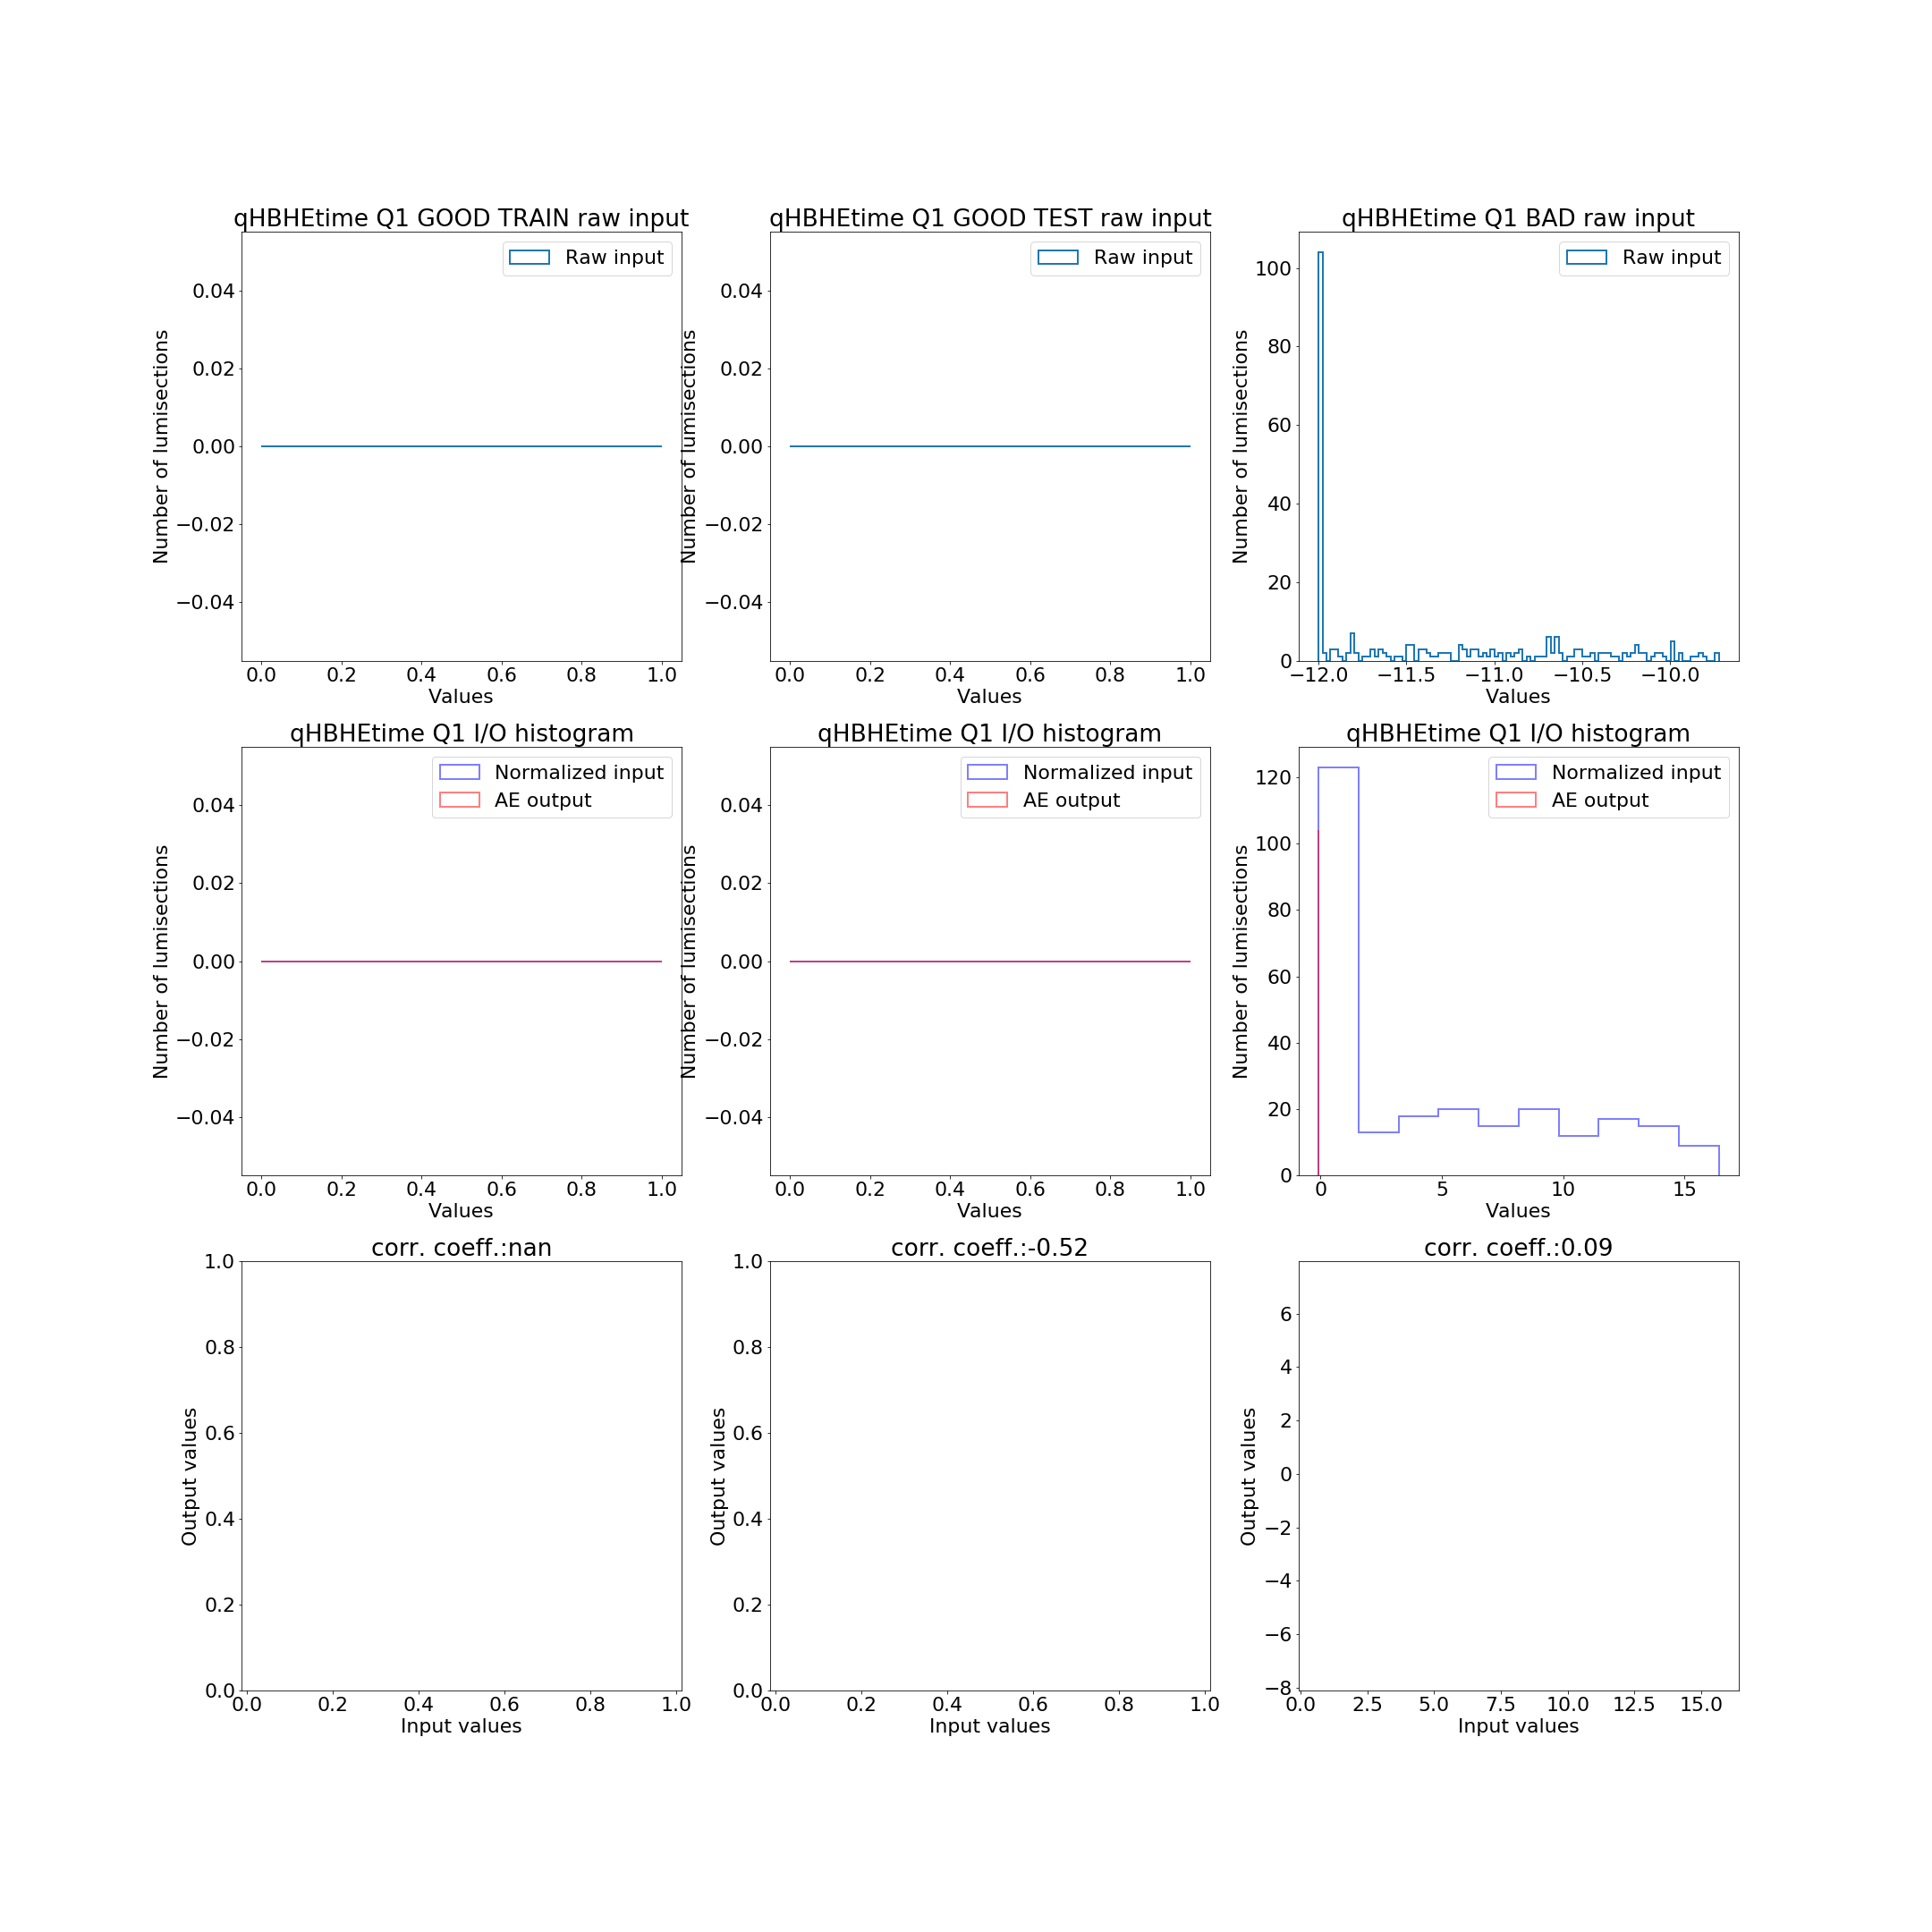 qHBHEtime Q1 GOOD TRAIN raw input
Raw input
Number of lumisections
0.04
0.02
0.00
−0.02
−0.04
0.0 0.2 0.4 0.6 0.8 1.0
Values
qHBHEtime Q1 GOOD TEST raw input
Raw input
Number of lumisections
0.04
0.02
0.00
−0.02
−0.04
0.0 0.2 0.4 0.6 0.8 1.0
Values
qHBHEtime Q1 BAD raw input
Raw input
Number of lumisections
100
80
60
40
20
0
−12.0 −11.5 −11.0 −10.5 −10.0
Values
qHBHEtime Q1 I/O histogram
Normalized input
AE output
Number of lumisections
0.04
0.02
0.00
−0.02
−0.04
0.0 0.2 0.4 0.6 0.8 1.0
Values
qHBHEtime Q1 I/O histogram
Normalized input
AE output
Number of lumisections
0.04
0.02
0.00
−0.02
−0.04
0.0 0.2 0.4 0.6 0.8 1.0
Values
qHBHEtime Q1 I/O histogram
Normalized input
AE output
Number of lumisections
120
100
80
60
40
20
0
0 5 10 15
Values
corr. coeff.:nan
Output values
1.0
0.8
0.6
0.4
0.2
0.0
0.0 0.2 0.4 0.6 0.8 1.0
Input values
corr. coeff.:-0.52
Output values
1.0
0.8
0.6
0.4
0.2
0.0
0.0 0.2 0.4 0.6 0.8 1.0
Input values
corr. coeff.:0.09
Output values
6
4
2
0
−2
−4
−6
−8
0.0 2.5 5.0 7.5 10.0 12.5 15.0
Input values